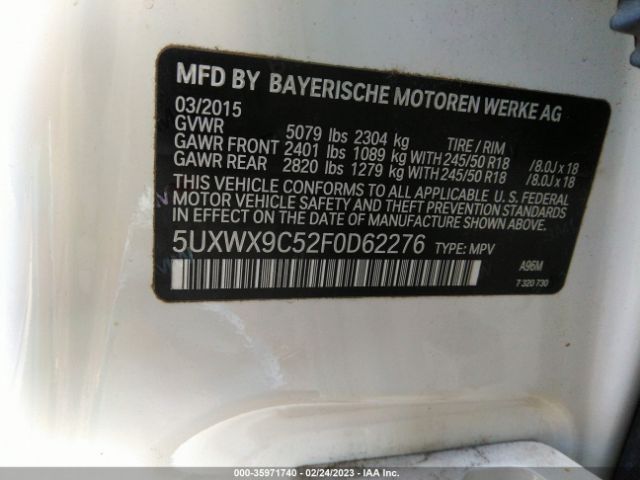 MFD BY BAYERISCHE MOTOREN WERKE AG
03/2015
GVWR 5079 lbs 2304 kg TIRE / RIM
GAWR FRONT 2401 lbs 1089 kg WITH 245/50 R18 /8.0J x 18
GAWR REAR 2820 lbs 1279 kg WITH 245/50 R18 /8.0J x 18
THIS VEHICLE CONFORMS TO ALL APPLICABLE U. S. FEDERAL
MOTOR VEHICLE SAFETY AND THEFT PREVENTION STANDARDS
IN EFFECT ON THE DATE OF MANUFACTURE SHOWN ABOVE.
5UXWX9C52F0D62276 TYPE: MPV
A96M
7 320 730
000-35971740 - 02/24/2023 - IAA Inc.